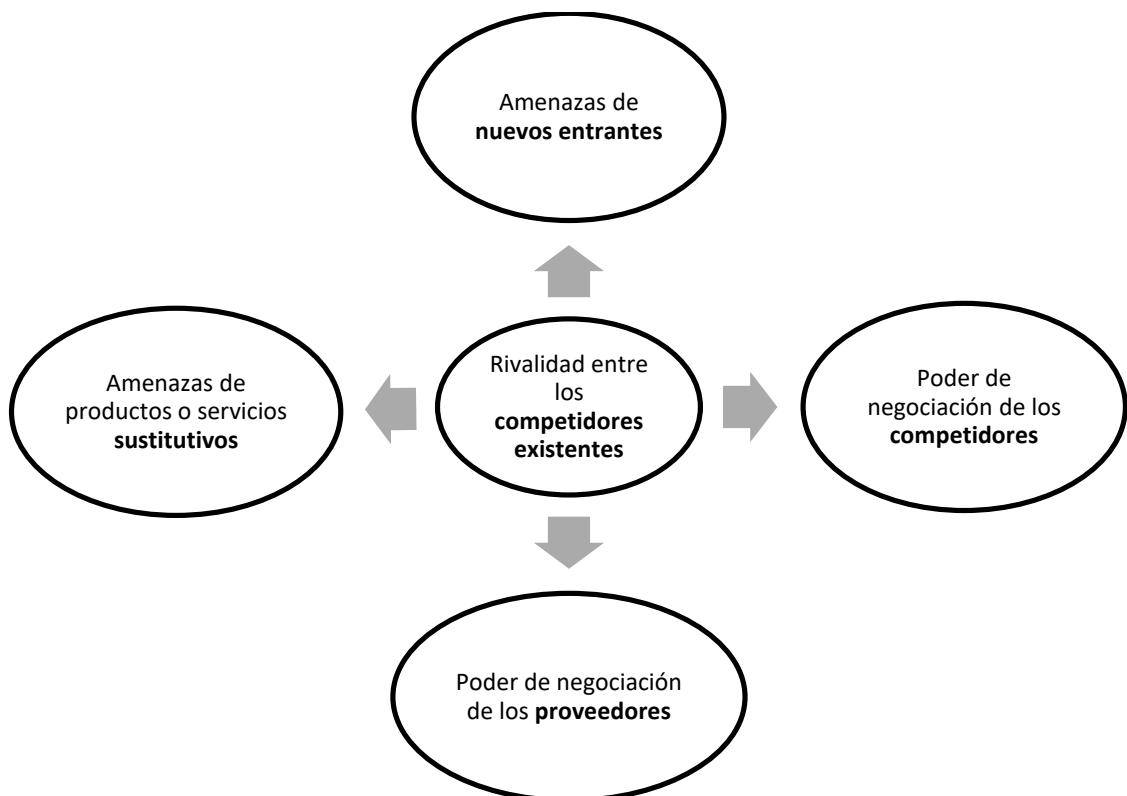 Amenazas de
nuevos entrantes
Amenazas de
productos o servicios
sustitutivos
Rivalidad entre
los
competidores
existentes
Poder de
negociación de los
competidores
Poder de negociación
de los proveedores